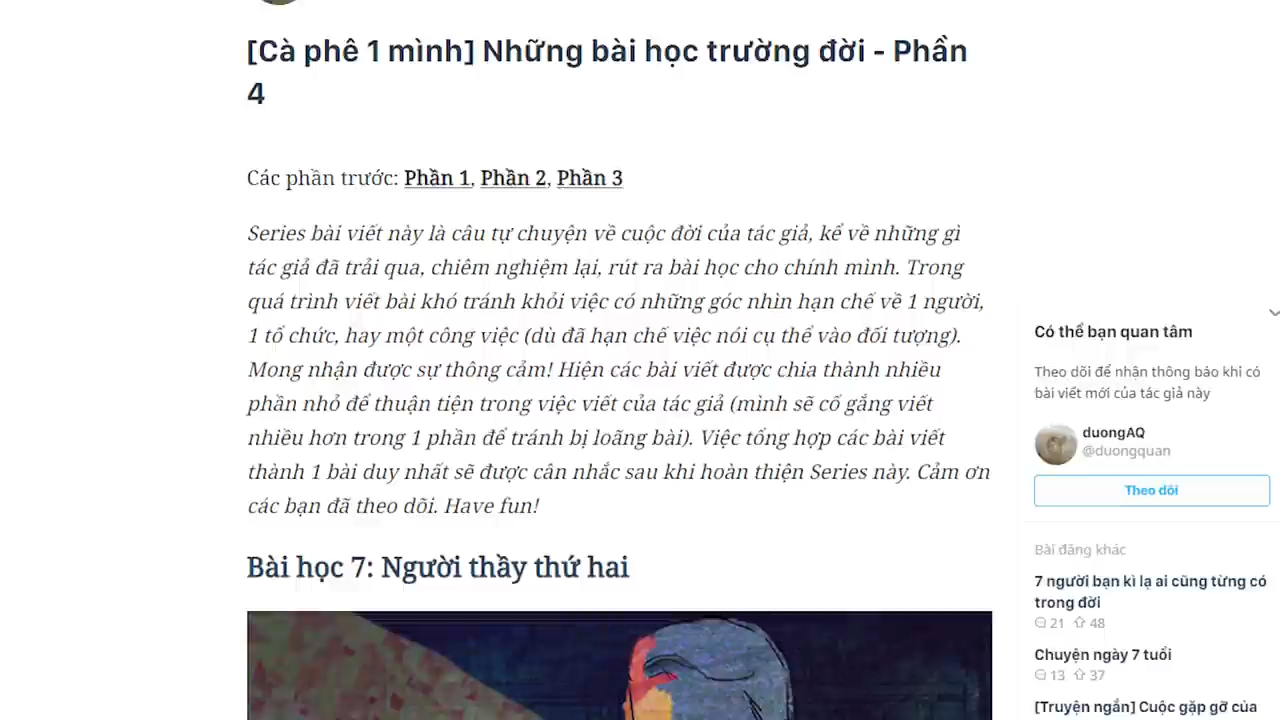 [Cà phê 1 mình] Những bài học trường đời - Phần
4
Các phần trước: Phần 1, Phần 2, Phần 3
Series bài viết này là câu tự chuyện về cuộc đời của tác giả, kể về những gì
tác giả đã trải qua, chiêm nghiệm lại, rút ra bài học cho chính mình. Trong
quá trình viết bài khó tránh khỏi việc có những góc nhìn hạn chế về 1 người,
1 tổ chức, hay một công việc (dù đã hạn chế việc nói cụ thể vào đối tượng).
Mong nhận được sự thông cảm! Hiện các bài viết được chia thành nhiều
phần nhỏ để thuận tiện trong việc viết của tác giả (mình sẽ cố gắng viết
nhiều hơn trong 1 phần để tránh bị loãng bài). Việc tổng hợp các bài viết
thành 1 bài duy nhất sẽ được cân nhắc sau khi hoàn thiện Series này. Cảm ơn
các bạn đã theo dõi. Have fun!
Bài học 7: Người thầy thứ hai
Có thể bạn quan tâm
Theo dõi để nhận thông báo khi có
bài viết mới của tác giả này
duongAQ
@duongquan
Theo dõi
Bài đăng khác
7 người bạn kì lạ ai cũng từng có
trong đời
21 48
Chuyện ngày 7 tuổi
13 37
[Truyện ngắn] Cuộc gặp gỡ của